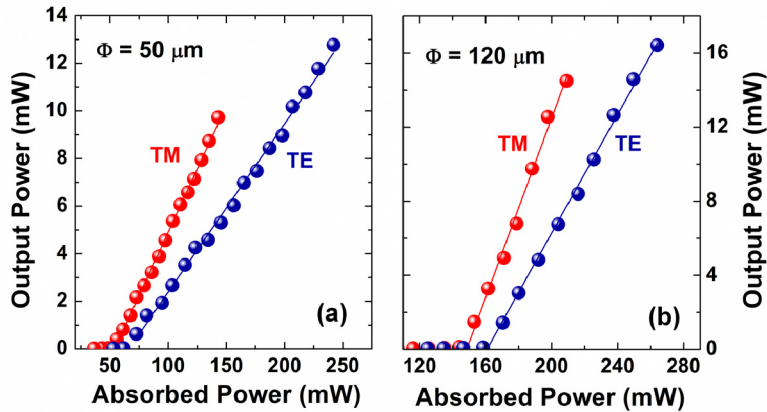 Φ = 50 μm
TM
TE
(a)
Output Power (mW)
14
12
10
8
6
4
2
0
50 100 150 200 250
Absorbed Power (mW)
Φ = 120 μm
TM
TE
(b)
16
12
8
4
0
Output Power (mW)
120 160 200 240 280
Absorbed Power (mW)